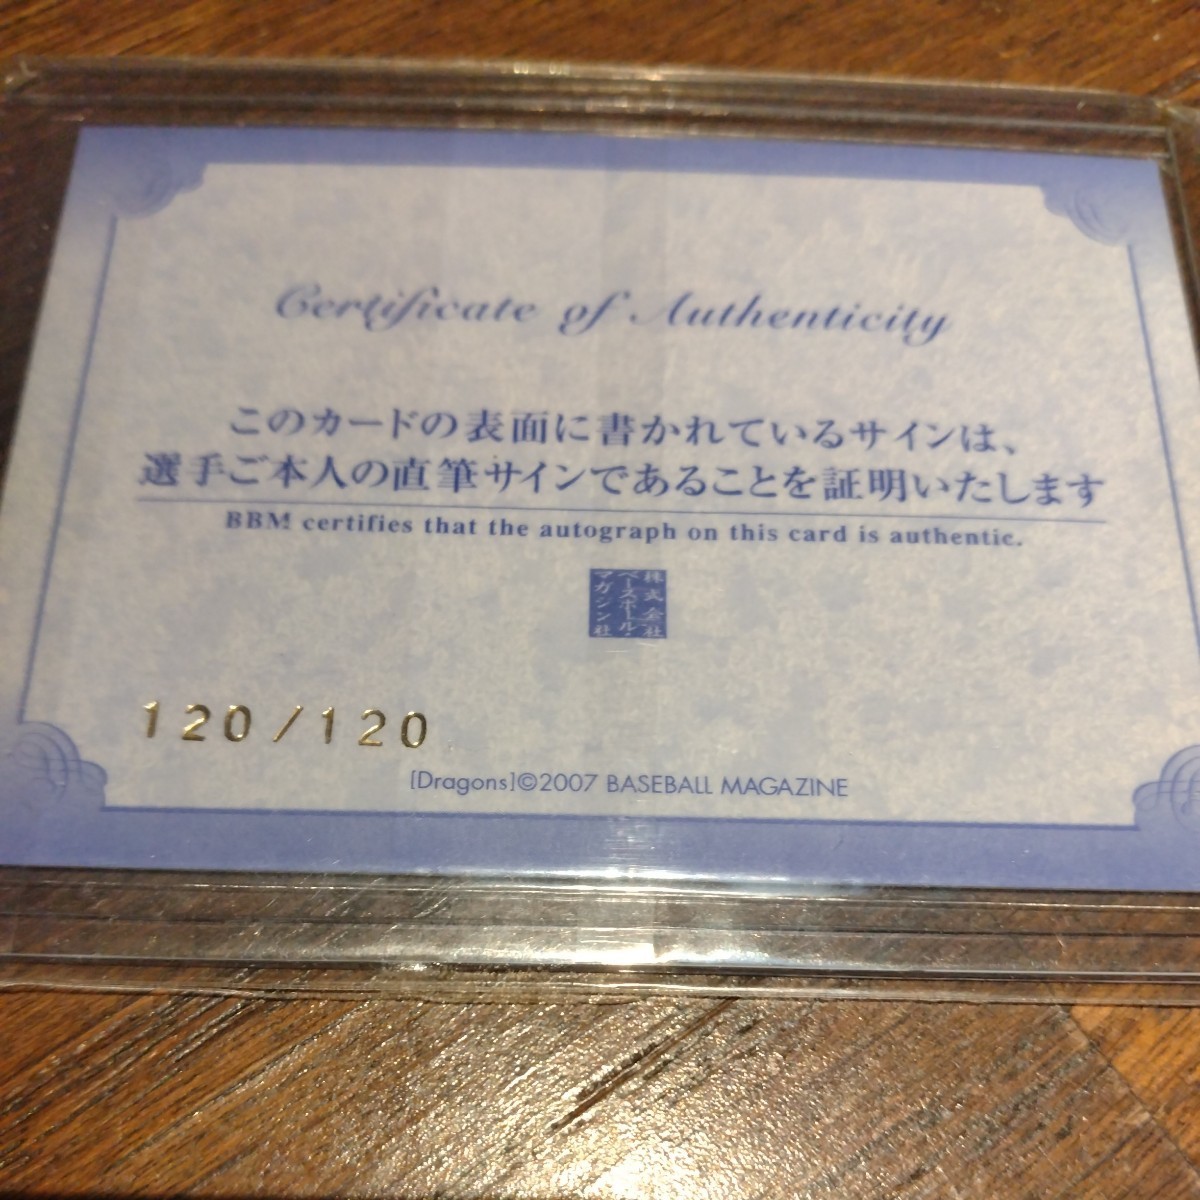 Certificate of Authenticity
このカードの表面に書かれているサインは、
選手ご本人の直筆サインであることを証明いたします
BBM certifies that the autograph on this card is authentic.
株式会社
ベースボール・
マガジン社
120/120
[Dragons]©2007 BASEBALL MAGAZINE